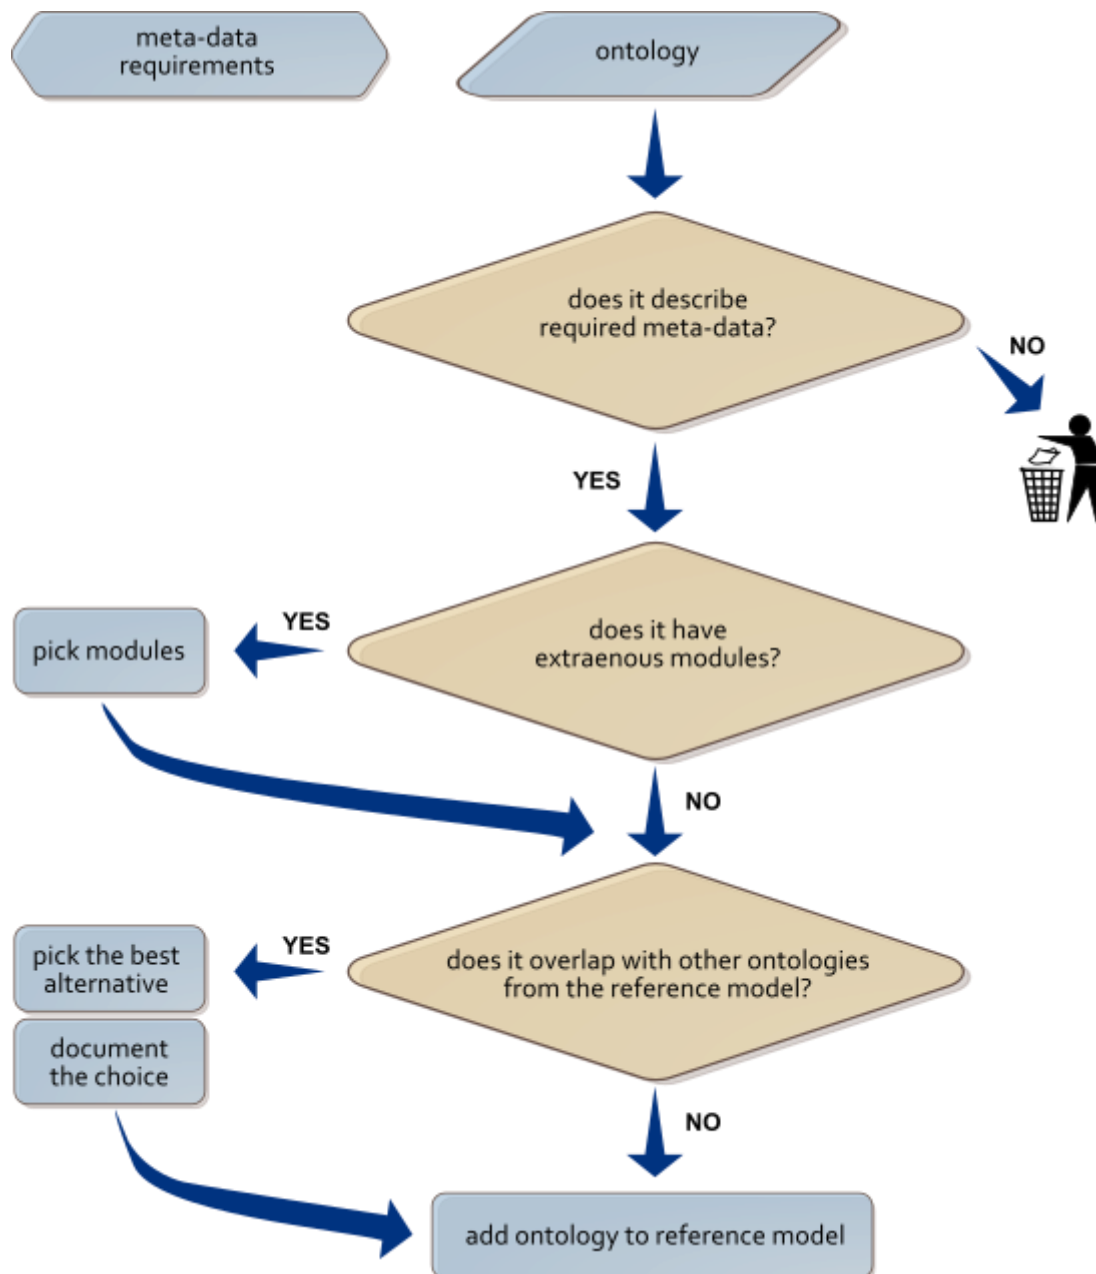 meta-data
requirements
ontology
does it describe
required meta-data?
NO
YES
does it have
extraenous modules?
YES
pick modules
NO
does it overlap with other ontologies
from the reference model?
YES
pick the best
alternative
document
the choice
NO
add ontology to reference model